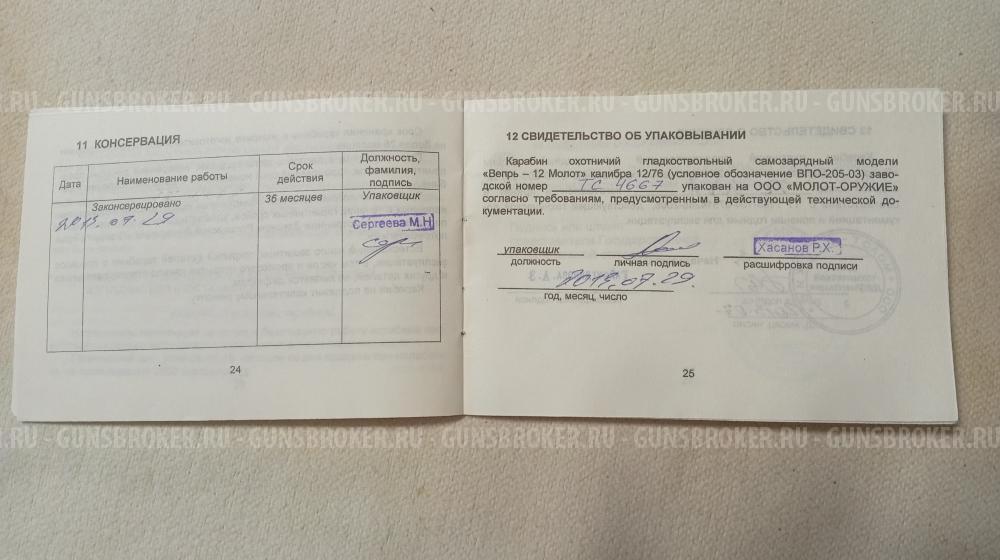 .RU - GUNSBROKER.RU - GUNSBROKER.RU - GUNSBROKER.RU - GUNSBROKER.RU - GUNSBROKER
11 КОНСЕРВАЦИЯ
Дата Наименование работы Срок действия Должность, фамилия, подпись
Законсервировано 36 месяцев Упаковщик
07.29
Сергеева М.Н
24
12 СВИДЕТЕЛЬСТВО ОБ УПАКОВЫВАНИИ
Карабин охотничий гладкоствольный самозарядный модели
«Вепрь – 12 Молот» калибра 12/76 (условное обозначение ВПО-205-03) заво-
дской номер ТС 4667 упакован на ООО «МОЛОТ-ОРУЖИЕ»
согласно требованиям, предусмотренным в действующей технической до-
кументации.
упаковщик Хасанов Р.Х.
должность личная подпись расшифровка подписи
07.29.
год, месяц, число
25
.RU - GUNSBROKER.RU - GUNSBROKER.RU - GUNSBROKER.RU - GUNSBROKER.RU - GUNSBROKER